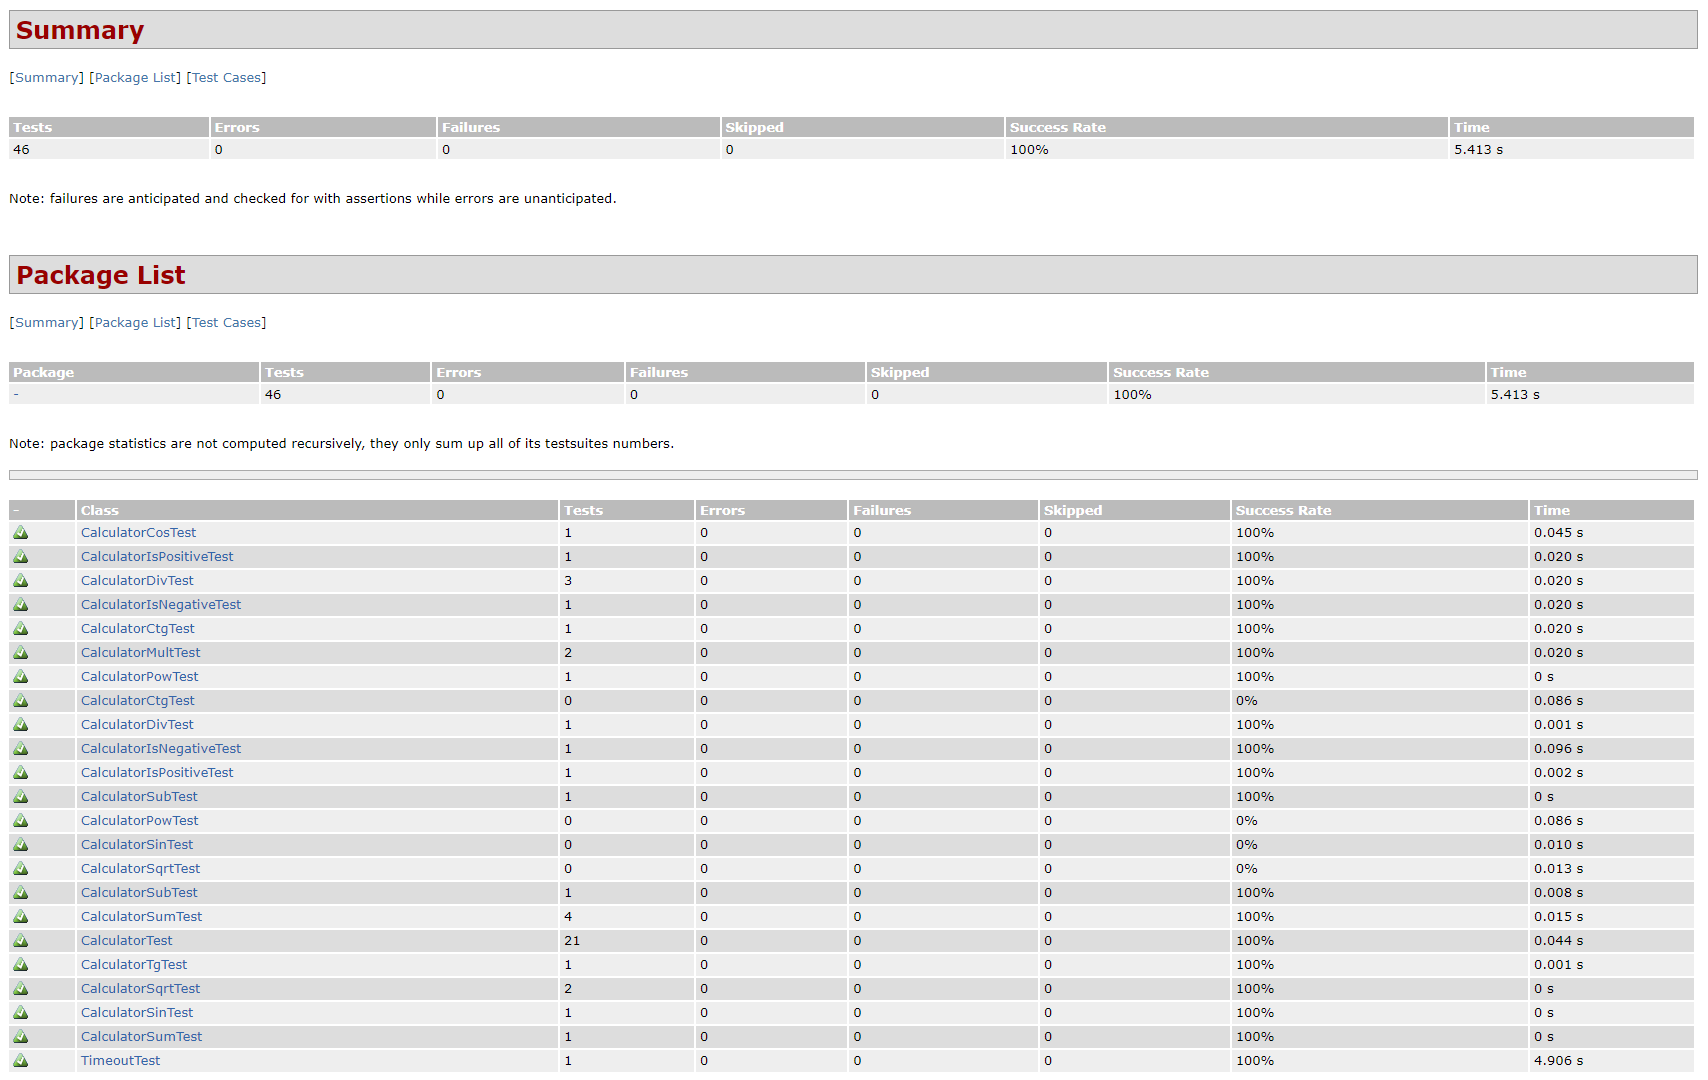 Summary
[Summary] [Package List] [Test Cases]
Tests Errors Failures Skipped Success Rate Time
46 0 0 0 100% 5.413 s
Note: failures are anticipated and checked for with assertions while errors are unanticipated.
Package List
[Summary] [Package List] [Test Cases]
Package Tests Errors Failures Skipped Success Rate Time
- 46 0 0 0 100% 5.413 s
Note: package statistics are not computed recursively, they only sum up all of its testsuites numbers.
- Class Tests Errors Failures Skipped Success Rate Time
CalculatorCosTest 1 0 0 0 100% 0.045 s
CalculatorIsPositiveTest 1 0 0 0 100% 0.020 s
CalculatorDivTest 3 0 0 0 100% 0.020 s
CalculatorIsNegativeTest 1 0 0 0 100% 0.020 s
CalculatorCtgTest 1 0 0 0 100% 0.020 s
CalculatorMultTest 2 0 0 0 100% 0.020 s
CalculatorPowTest 1 0 0 0 100% 0 s
CalculatorCtgTest 0 0 0 0 0% 0.086 s
CalculatorDivTest 1 0 0 0 100% 0.001 s
CalculatorIsNegativeTest 1 0 0 0 100% 0.096 s
CalculatorIsPositiveTest 1 0 0 0 100% 0.002 s
CalculatorSubTest 1 0 0 0 100% 0 s
CalculatorPowTest 0 0 0 0 0% 0.086 s
CalculatorSinTest 0 0 0 0 0% 0.010 s
CalculatorSqrtTest 0 0 0 0 0% 0.013 s
CalculatorSubTest 1 0 0 0 100% 0.008 s
CalculatorSumTest 4 0 0 0 100% 0.015 s
CalculatorTest 21 0 0 0 100% 0.044 s
CalculatorTgTest 1 0 0 0 100% 0.001 s
CalculatorSqrtTest 2 0 0 0 100% 0 s
CalculatorSinTest 1 0 0 0 100% 0 s
CalculatorSumTest 1 0 0 0 100% 0 s
TimeoutTest 1 0 0 0 100% 4.906 s